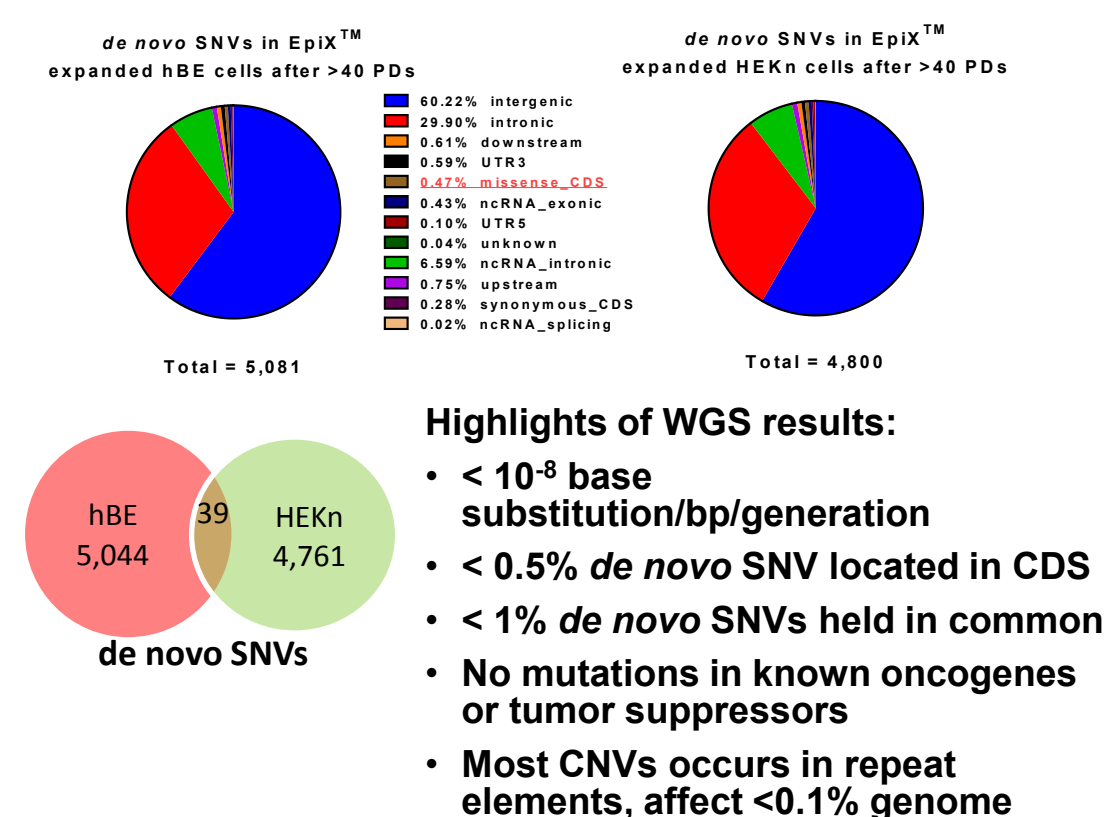 de novo SNVs in EpiX™
expanded hBE cells after >40 PDs
de novo SNVs in EpiX™
expanded HEKn cells after >40 PDs
60.22% intergenic
29.90% intronic
0.61% downstream
0.59% UTR3
0.47% missense_CDS
0.43% ncRNA_exonic
0.10% UTR5
0.04% unknown
6.59% ncRNA_intronic
0.75% upstream
0.28% synonymous_CDS
0.02% ncRNA_splicing
Total = 5,081
Total = 4,800
hBE
5,044
39
HEKn
4,761
de novo SNVs
Highlights of WGS results:
• < 10⁻⁸ base
substitution/bp/generation
• < 0.5% de novo SNV located in CDS
• < 1% de novo SNVs held in common
• No mutations in known oncogenes
or tumor suppressors
• Most CNVs occurs in repeat
elements, affect <0.1% genome